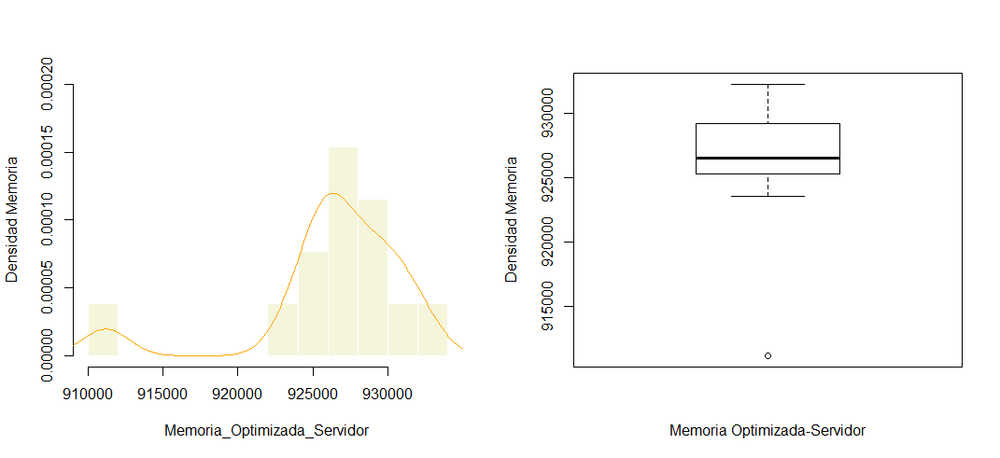 Densidad Memoria
0.00000 0.00005 0.00010 0.00015 0.00020
910000 915000 920000 925000 930000
Memoria_Optimizada_Servidor
Densidad Memoria
915000 920000 925000 930000
Memoria Optimizada-Servidor